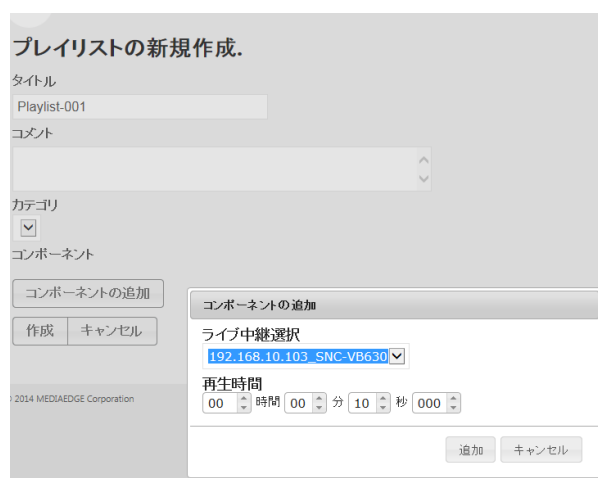 プレイリストの新規作成.
タイトル
Playlist-001
コメント
カテゴリ
コンポーネント
コンポーネントの追加
作成 キャンセル
2014 MEDIAEDGE Corporation
コンポーネントの追加
ライブ中継選択
192.168.10.103_SNC-VB630
再生時間
00 時間 00 分 10 秒 000
追加 キャンセル